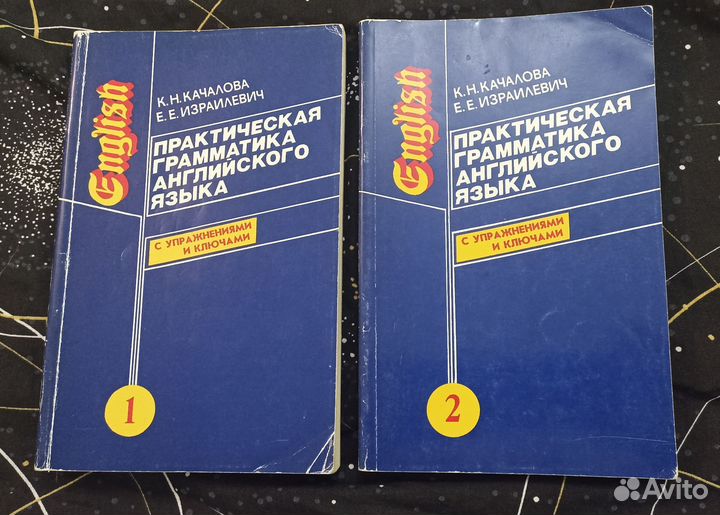 English
К. Н. КАЧАЛОВА
Е. Е. ИЗРАИЛЕВИЧ
ПРАКТИЧЕСКАЯ
ГРАММАТИКА
АНГЛИЙСКОГО
ЯЗЫКА
С УПРАЖНЕНИЯМИ
И КЛЮЧАМИ
1
English
К. Н. КАЧАЛОВА
Е. Е. ИЗРАИЛЕВИЧ
ПРАКТИЧЕСКАЯ
ГРАММАТИКА
АНГЛИЙСКОГО
ЯЗЫКА
С УПРАЖНЕНИЯМИ
И КЛЮЧАМИ
2
Avito